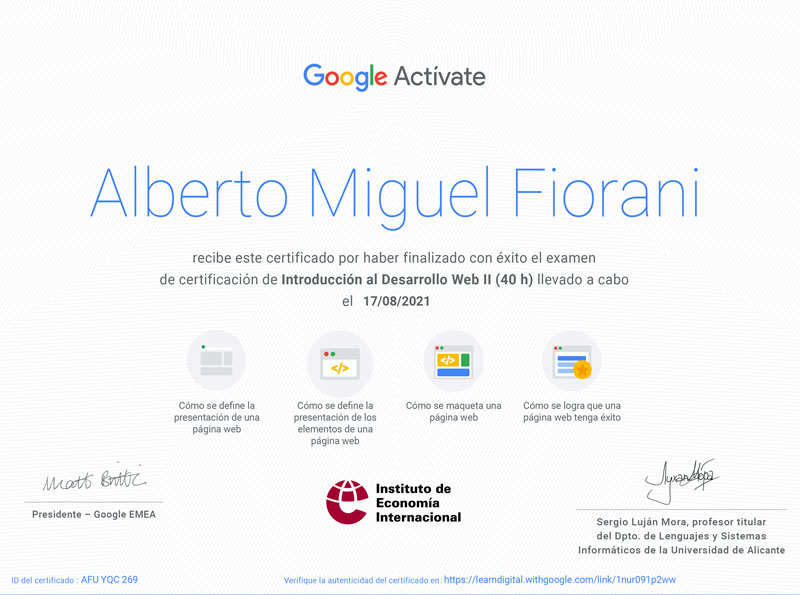 Google Actívate
Alberto Miguel Fiorani
recibe este certificado por haber finalizado con éxito el examen
de certificación de Introducción al Desarrollo Web II (40 h) llevado a cabo
el 17/08/2021
Cómo se define la
presentación de una
página web
Cómo se define la
presentación de los
elementos de una
página web
Cómo se maqueta una
página web
Cómo se logra que una
página web tenga éxito
Matt Brittin
Presidente – Google EMEA
Instituto de
Economía
Internacional
Sergio Luján Mora, profesor titular
del Dpto. de Lenguajes y Sistemas
Informáticos de la Universidad de Alicante
ID del certificado : AFU YQC 269
Verifique la autenticidad del certificado en: https://learndigital.withgoogle.com/link/1nur091p2ww